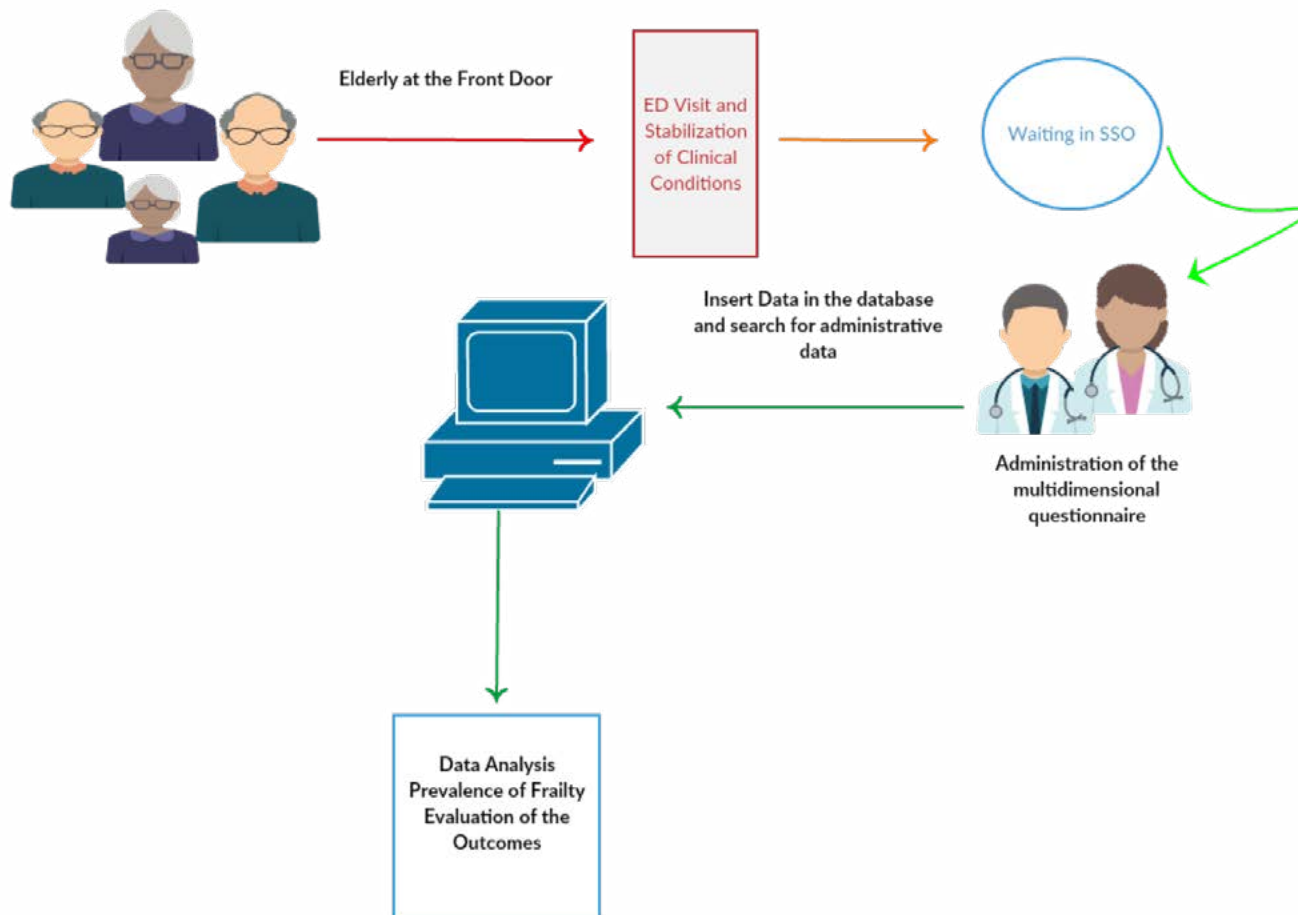 Elderly at the Front Door
ED Visit and
Stabilization
of Clinical
Conditions
Waiting in SSO
Insert Data in the database
and search for administrative
data
Administration of the
multidimensional
questionnaire
Data Analysis
Prevalence of Frailty
Evaluation of the
Outcomes